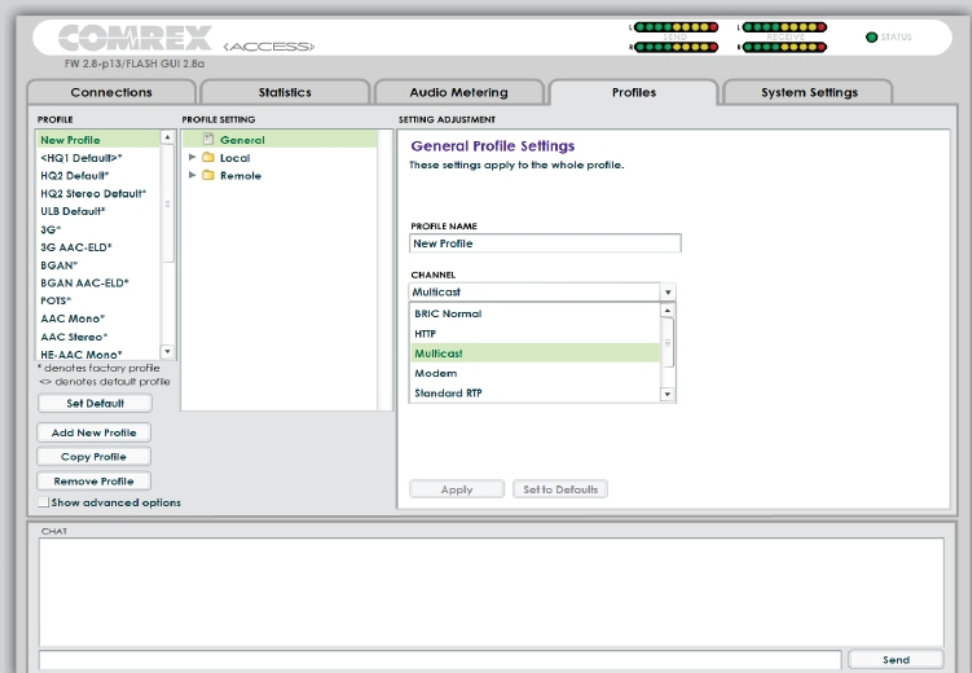 COMREX ACCESS
FW 2.8-p13/FLASH GUI 2.8a
L SEND L RECEIVE
R R
STATUS
Connections Statistics Audio Metering Profiles System Settings
PROFILE
New Profile
<HQ1 Default>*
HQ2 Default*
HQ2 Stereo Default*
ULB Default*
3G*
3G AAC-ELD*
BGAN*
BGAN AAC-ELD*
POTS*
AAC Mono*
AAC Stereo*
HE-AAC Mono*
* denotes factory profile
<> denotes default profile
Set Default
Add New Profile
Copy Profile
Remove Profile
Show advanced options
PROFILE SETTING
General
Local
Remote
SETTING ADJUSTMENT
General Profile Settings
These settings apply to the whole profile.
PROFILE NAME
New Profile
CHANNEL
Multicast
BRIC Normal
HTTP
Multicast
Modem
Standard RTP
Apply Set to Defaults
CHAT
Send